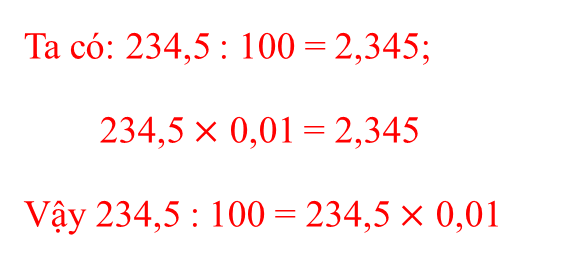 Ta có: 234,5 : 100 = 2,345;
234,5 × 0,01 = 2,345
Vậy 234,5 : 100 = 234,5 × 0,01